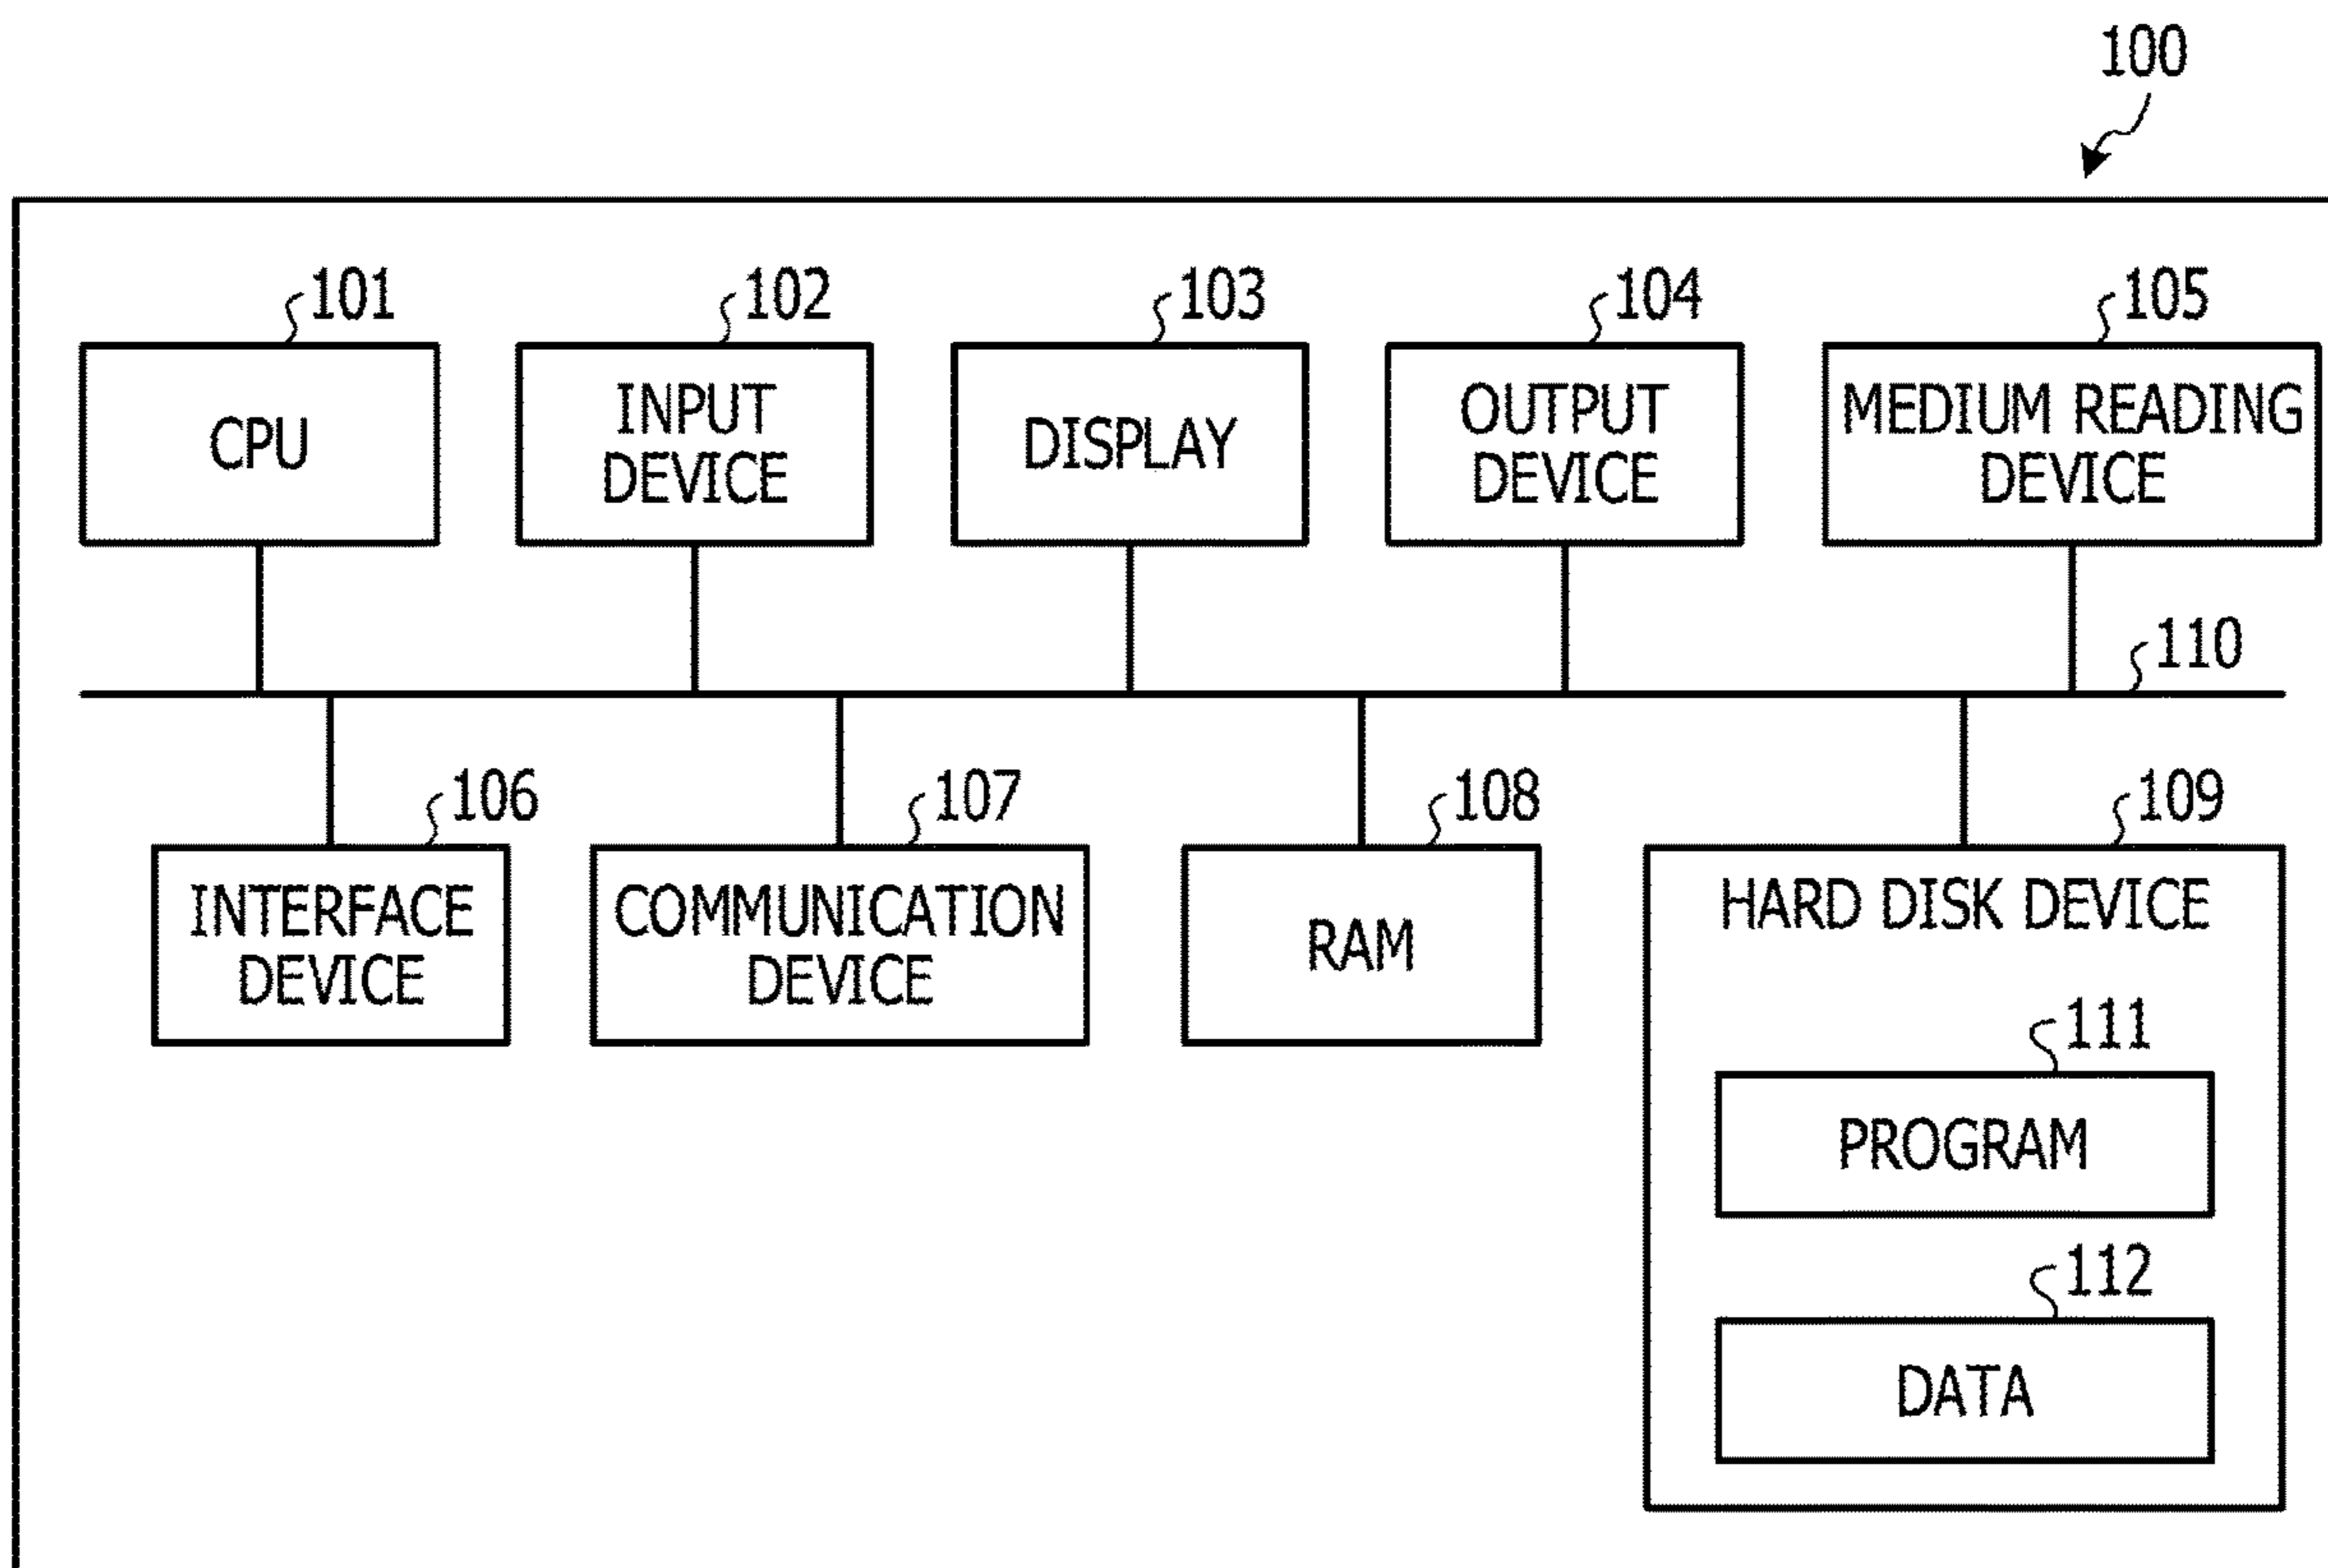 100
101
102
103
104
105
CPU
INPUT
DEVICE
DISPLAY
OUTPUT
DEVICE
MEDIUM READING
DEVICE
110
106
107
108
109
INTERFACE
DEVICE
COMMUNICATION
DEVICE
RAM
HARD DISK DEVICE
111
PROGRAM
112
DATA